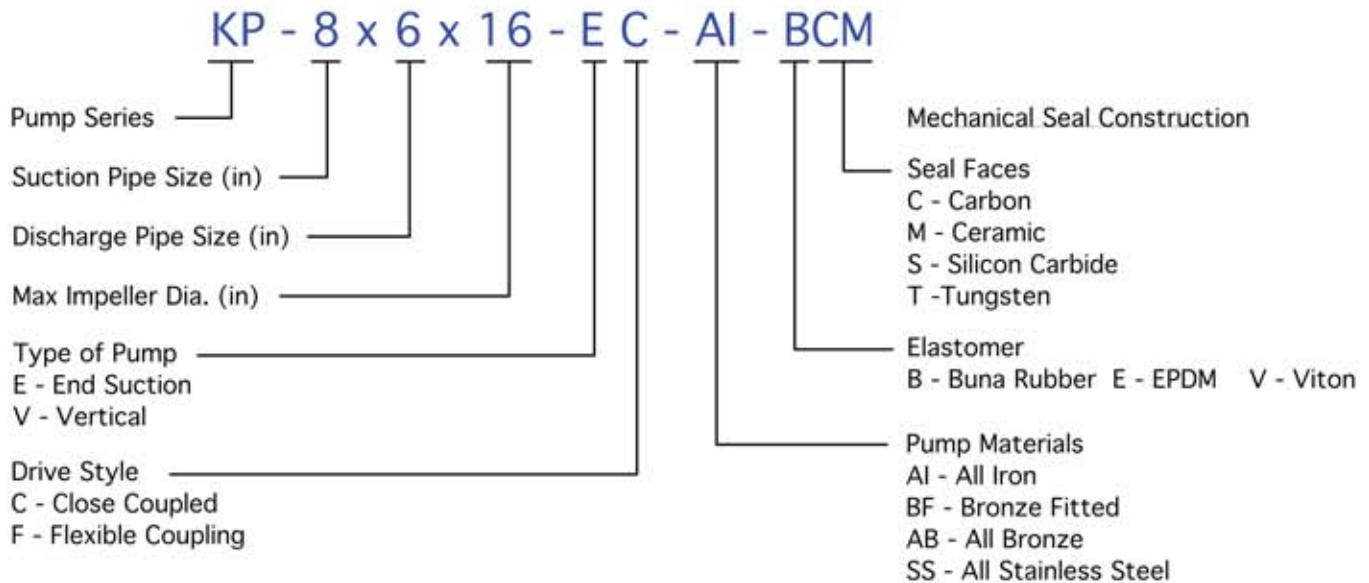 KP - 8 x 6 x 16 - E C - AI - BCM
Pump Series
Suction Pipe Size (in)
Discharge Pipe Size (in)
Max Impeller Dia. (in)
Type of Pump
E - End Suction
V - Vertical
Drive Style
C - Close Coupled
F - Flexible Coupling
Mechanical Seal Construction
Seal Faces
C - Carbon
M - Ceramic
S - Silicon Carbide
T -Tungsten
Elastomer
B - Buna Rubber E - EPDM V - Viton
Pump Materials
AI - All Iron
BF - Bronze Fitted
AB - All Bronze
SS - All Stainless Steel